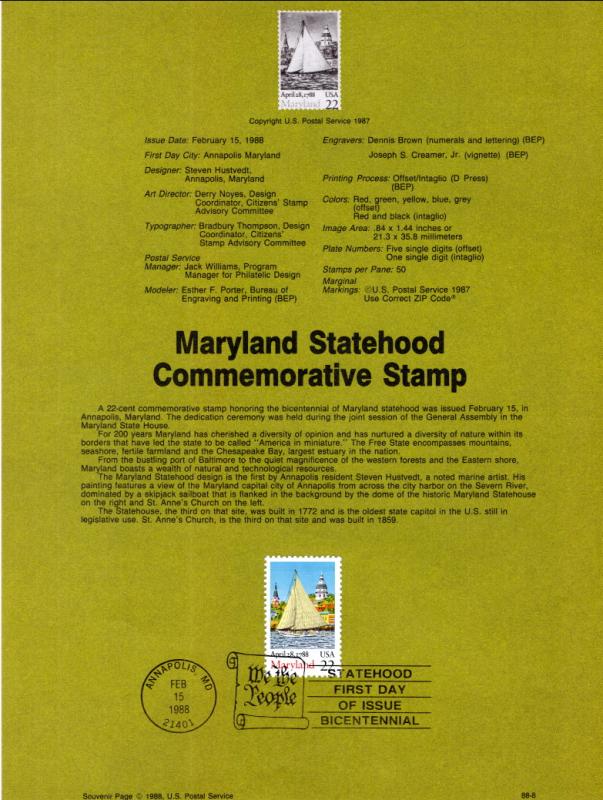 April 28, 1788 USA
Maryland 22
Copyright U.S. Postal Service 1987
Issue Date: February 15, 1988
First Day City: Annapolis Maryland
Designer: Steven Hustvedt,
Annapolis, Maryland
Art Director: Derry Noyes, Design
Coordinator, Citizens' Stamp
Advisory Committee
Typographer: Bradbury Thompson, Design
Coordinator, Citizens'
Stamp Advisory Committee
Postal Service
Manager: Jack Williams, Program
Manager for Philatelic Design
Modeler: Esther F. Porter, Bureau of
Engraving and Printing (BEP)
Engravers: Dennis Brown (numerals and lettering) (BEP)
Joseph S. Creamer, Jr. (vignette) (BEP)
Printing Process: Offset/Intaglio (D Press)
(BEP)
Colors: Red, green, yellow, blue, grey
(offset)
Red and black (intaglio)
Image Area: .84 x 1.44 inches or
21.3 x 35.8 millimeters
Plate Numbers: Five single digits (offset)
One single digit (intaglio)
Stamps per Pane: 50
Marginal
Markings: ©U.S. Postal Service 1987
Use Correct ZIP Code®
Maryland Statehood
Commemorative Stamp
A 22-cent commemorative stamp honoring the bicentennial of Maryland statehood was issued February 15, in
Annapolis, Maryland. The dedication ceremony was held during the joint session of the General Assembly in the
Maryland State House.
For 200 years Maryland has cherished a diversity of opinion and has nurtured a diversity of nature within its
borders that have led the state to be called "America in miniature." The Free State encompasses mountains,
seashore, fertile farmland and the Chesapeake Bay, largest estuary in the nation.
From the bustling port of Baltimore to the quiet magnificence of the western forests and the Eastern shore,
Maryland boasts a wealth of natural and technological resources.
The Maryland Statehood design is the first by Annapolis resident Steven Hustvedt, a noted marine artist. His
painting features a view of the Maryland capital city of Annapolis from across the city harbor on the Severn River,
dominated by a skipjack sailboat that is flanked in the background by the dome of the historic Maryland Statehouse
on the right and St. Anne's Church on the left.
The Statehouse, the third on that site, was built in 1772 and is the oldest state capitol in the U.S. still in
legislative use. St. Anne's Church, is the third on that site and was built in 1859.
April 28, 1788 USA
Maryland 22
ANNAPOLIS MD
FEB
15
1988
21401
We the
People
STATEHOOD
FIRST DAY
OF ISSUE
BICENTENNIAL
Souvenir Page © 1988, U.S. Postal Service
88-8